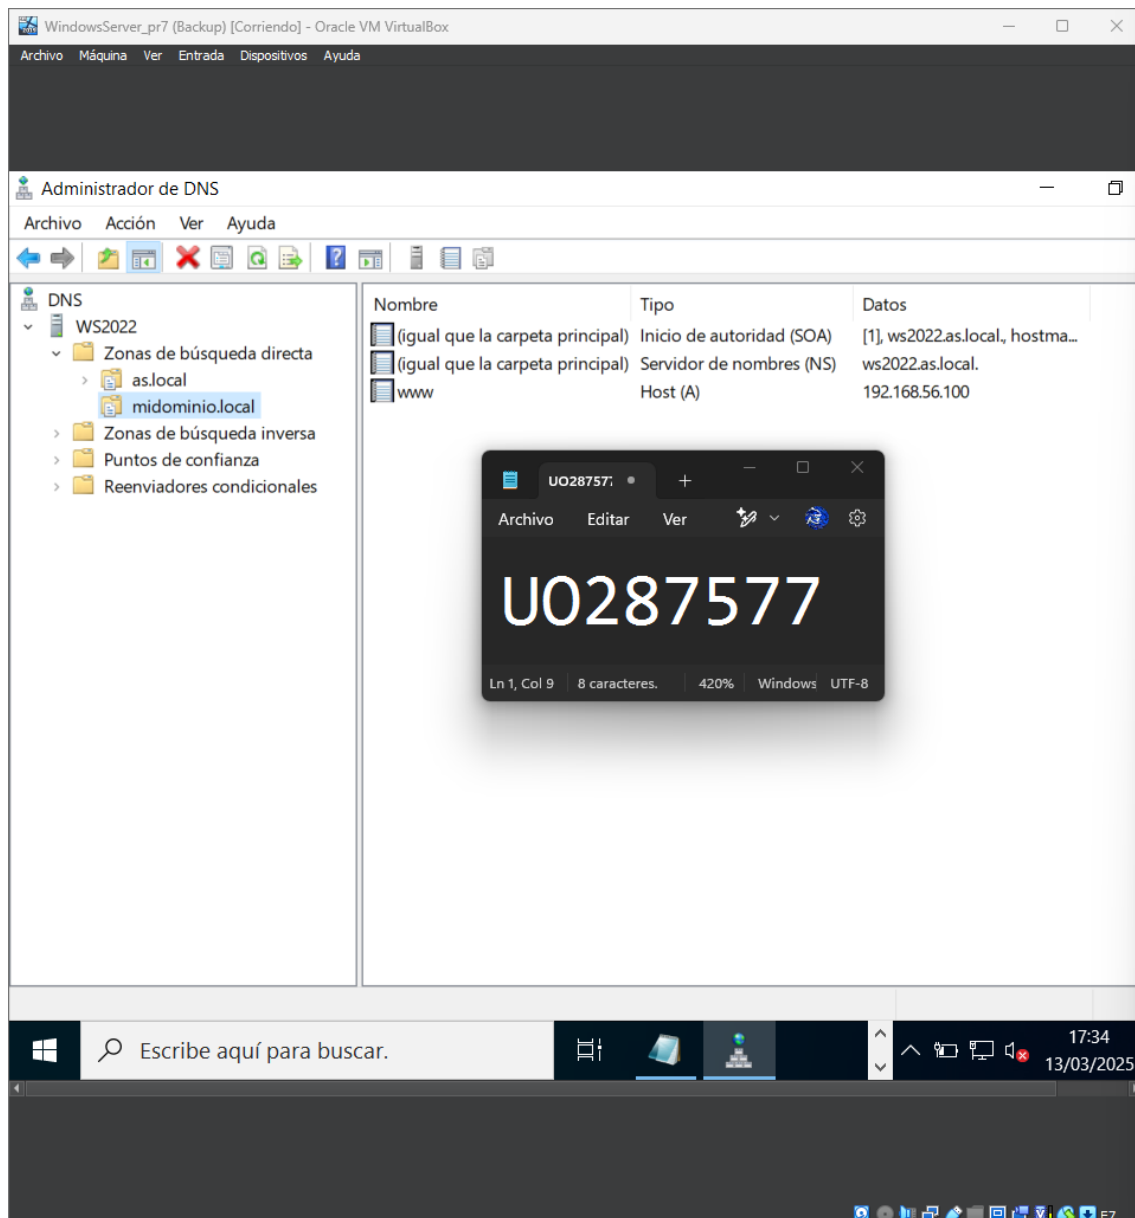 WindowsServer_pr7 (Backup) [Corriendo] - Oracle VM VirtualBox
Archivo Máquina Ver Entrada Dispositivos Ayuda
Administrador de DNS
Archivo Acción Ver Ayuda
DNS
WS2022
Zonas de búsqueda directa
as.local
midominio.local
Zonas de búsqueda inversa
Puntos de confianza
Reenviadores condicionales
Nombre Tipo Datos
(igual que la carpeta principal) Inicio de autoridad (SOA) [1], ws2022.as.local., hostma...
(igual que la carpeta principal) Servidor de nombres (NS) ws2022.as.local.
www Host (A) 192.168.56.100
UO28757
Archivo Editar Ver
UO287577
Ln 1, Col 9 8 caracteres. 420% Windows UTF-8
Escribe aquí para buscar.
17:34
13/03/2025